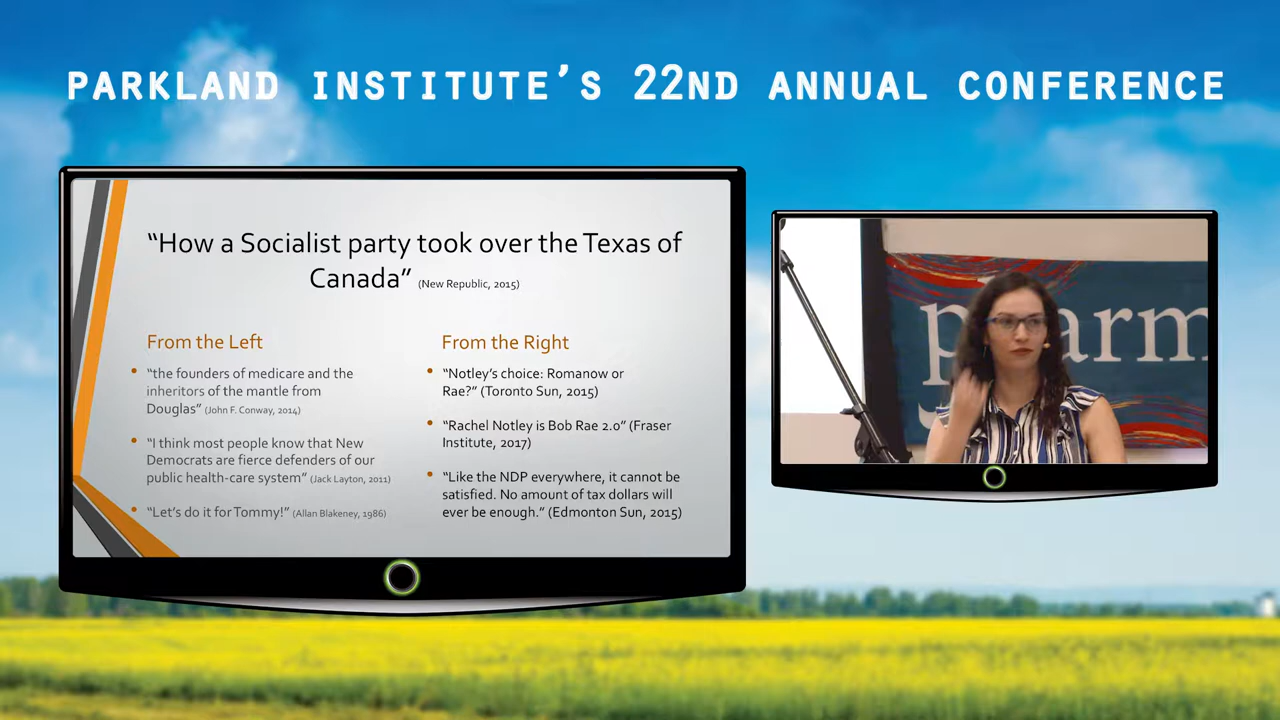 PARKLAND INSTITUTE'S 22ND ANNUAL CONFERENCE
“How a Socialist party took over the Texas of
Canada” (New Republic, 2015)
From the Left
• “the founders of medicare and the
inheritors of the mantle from
Douglas” (John F. Conway, 2014)
• “I think most people know that New
Democrats are fierce defenders of our
public health-care system” (Jack Layton, 2011)
• “Let’s do it for Tommy!” (Allan Blakeney, 1986)
From the Right
• “Notley’s choice: Romanow or
Rae?” (Toronto Sun, 2015)
• “Rachel Notley is Bob Rae 2.0” (Fraser
Institute, 2017)
• “Like the NDP everywhere, it cannot be
satisfied. No amount of tax dollars will
ever be enough.” (Edmonton Sun, 2015)